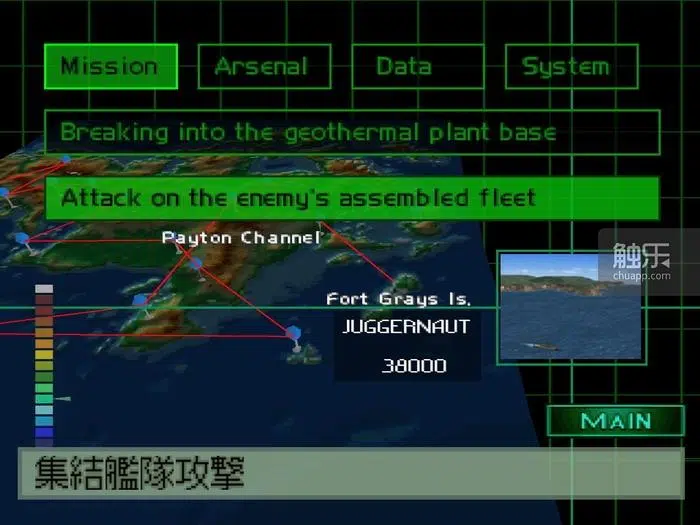 Mission Arsenal Data System
Breaking into the geothermal plant base
Attack on the enemy's assembled fleet
Payton Channel
触乐
chuapp.com
Fort Grays Is.
JUGGERNAUT
38000
MAIN
集結艦隊攻撃